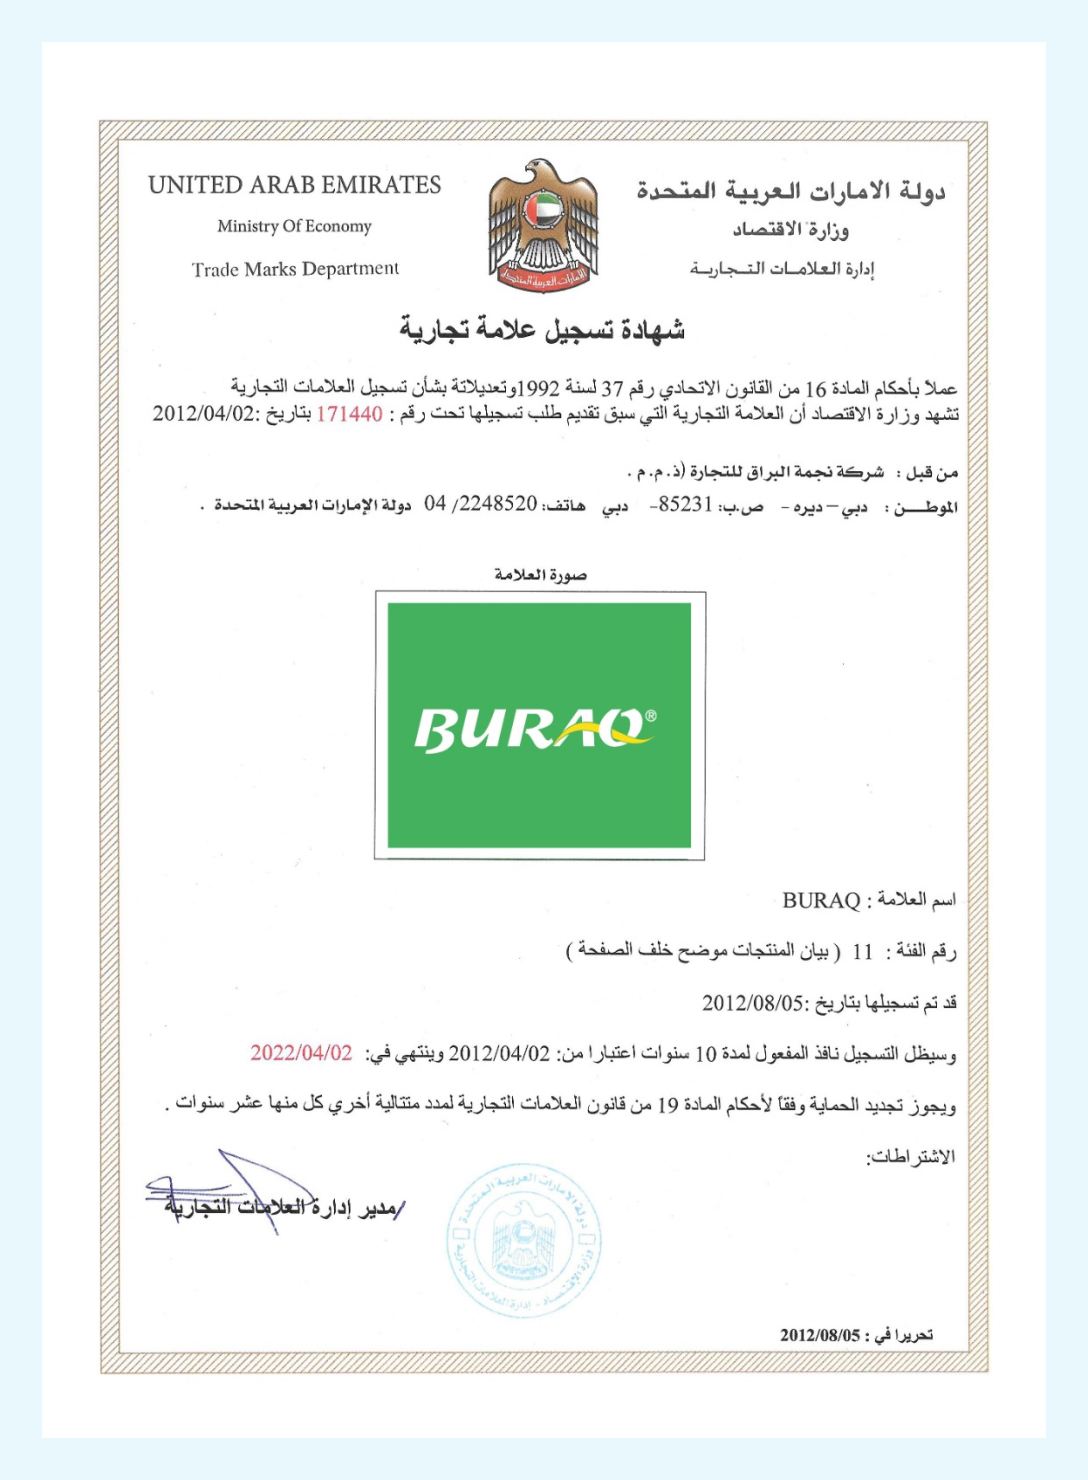 UNITED ARAB EMIRATES
Ministry Of Economy
Trade Marks Department
دولة الامارات العربية المتحدة
وزارة الاقتصاد
إدارة العلامات التجارية
الإمارات العربية المتحدة
شهادة تسجيل علامة تجارية
عملاً بأحكام المادة 16 من القانون الاتحادي رقم 37 لسنة 1992وتعديلاتة بشأن تسجيل العلامات التجارية
تشهد وزارة الاقتصاد أن العلامة التجارية التي سبق تقديم طلب تسجيلها تحت رقم : 171440 بتاريخ :2012/04/02
من قبل : شركة نجمة البراق للتجارة (ذ. م. م .
الموطن : دبي – ديره - ص.ب: 85231- دبي هاتف: 2248520/ 04 دولة الإمارات العربية المتحدة .
صورة العلامة
BURAQ®
اسم العلامة : BURAQ
رقم الفئة : 11 ( بيان المنتجات موضح خلف الصفحة )
قد تم تسجيلها بتاريخ :2012/08/05
وسيظل التسجيل نافذ المفعول لمدة 10 سنوات اعتبارا من: 2012/04/02 وينتهي في: 2022/04/02
ويجوز تجديد الحماية وفقاً لأحكام المادة 19 من قانون العلامات التجارية لمدد متتالية أخري كل منها عشر سنوات .
الاشتراطات:
/مدير إدارة العلامات التجارية
دولة الإمارات العربية المتحدة
وزارة الاقتصاد - إدارة العلامات التجارية
تحريرا في : 2012/08/05